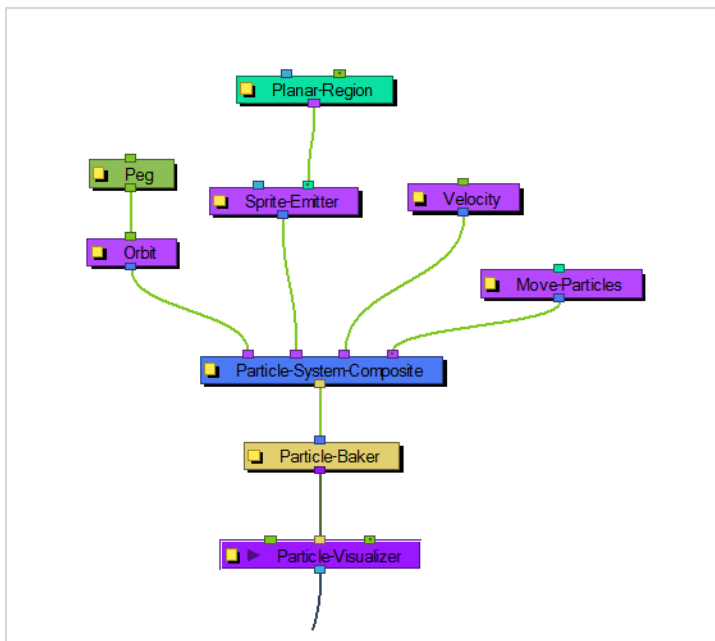 Planar-Region
Peg
Sprite-Emitter
Velocity
Orbit
Move-Particles
Particle-System-Composite
Particle-Baker
Particle-Visualizer